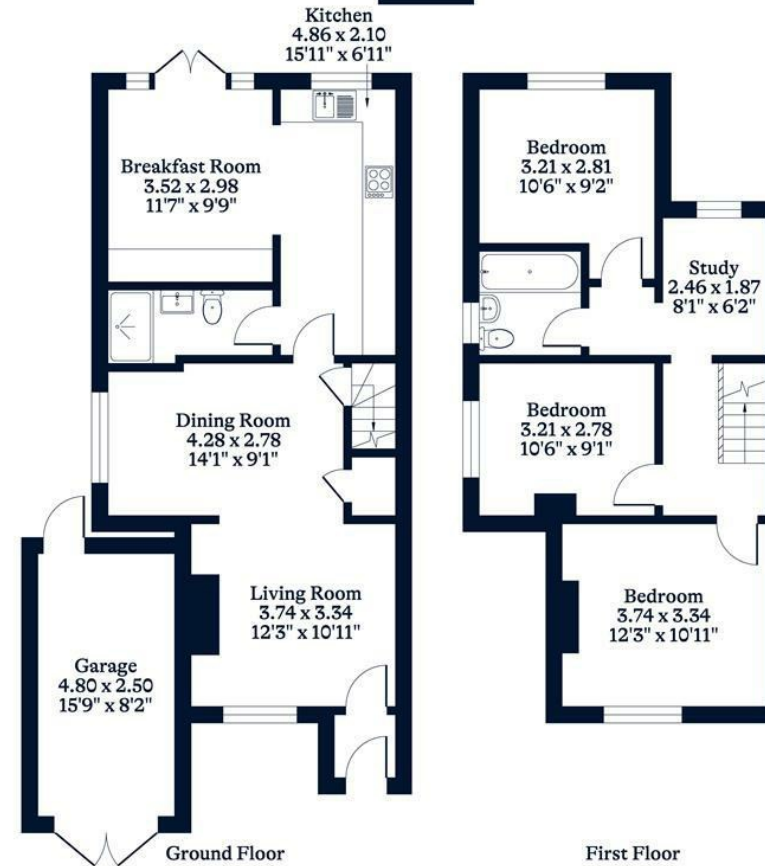 Kitchen
4.86 x 2.10
15'11" x 6'11"
Breakfast Room
3.52 x 2.98
11'7" x 9'9"
Dining Room
4.28 x 2.78
14'1" x 9'1"
Living Room
3.74 x 3.34
12'3" x 10'11"
Garage
4.80 x 2.50
15'9" x 8'2"
Ground Floor
Bedroom
3.21 x 2.81
10'6" x 9'2"
Study
2.46 x 1.87
8'1" x 6'2"
Bedroom
3.21 x 2.78
10'6" x 9'1"
Bedroom
3.74 x 3.34
12'3" x 10'11"
First Floor